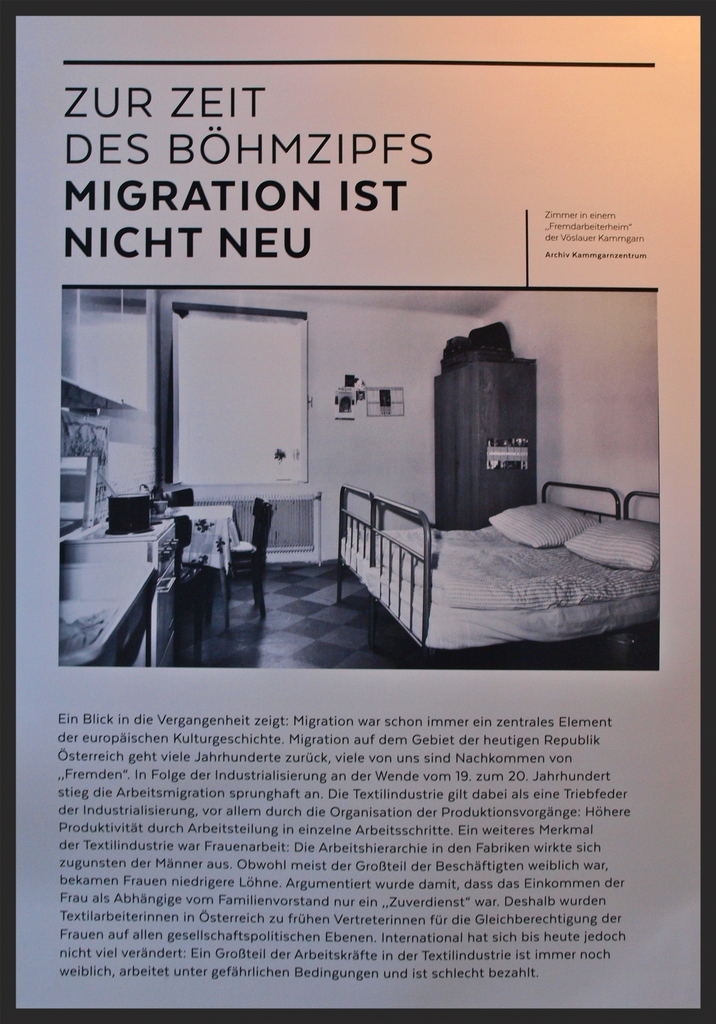 ZUR ZEIT
DES BÖHMZIPFS
MIGRATION IST
NICHT NEU
Zimmer in einem
„Fremdarbeiterheim“
der Vöslauer Kammgarn
Archiv Kammgarnzentrum
Ein Blick in die Vergangenheit zeigt: Migration war schon immer ein zentrales Element
der europäischen Kulturgeschichte. Migration auf dem Gebiet der heutigen Republik
Österreich geht viele Jahrhunderte zurück, viele von uns sind Nachkommen von
„Fremden“. In Folge der Industrialisierung an der Wende vom 19. zum 20. Jahrhundert
stieg die Arbeitsmigration sprunghaft an. Die Textilindustrie gilt dabei als eine Triebfeder
der Industrialisierung, vor allem durch die Organisation der Produktionsvorgänge: Höhere
Produktivität durch Arbeitsteilung in einzelne Arbeitsschritte. Ein weiteres Merkmal
der Textilindustrie war Frauenarbeit: Die Arbeitshierarchie in den Fabriken wirkte sich
zugunsten der Männer aus. Obwohl meist der Großteil der Beschäftigten weiblich war,
bekamen Frauen niedrigere Löhne. Argumentiert wurde damit, dass das Einkommen der
Frau als Abhängige vom Familienvorstand nur ein „Zuverdienst“ war. Deshalb wurden
Textilarbeiterinnen in Österreich zu frühen Vertreterinnen für die Gleichberechtigung der
Frauen auf allen gesellschaftspolitischen Ebenen. International hat sich bis heute jedoch
nicht viel verändert: Ein Großteil der Arbeitskräfte in der Textilindustrie ist immer noch
weiblich, arbeitet unter gefährlichen Bedingungen und ist schlecht bezahlt.